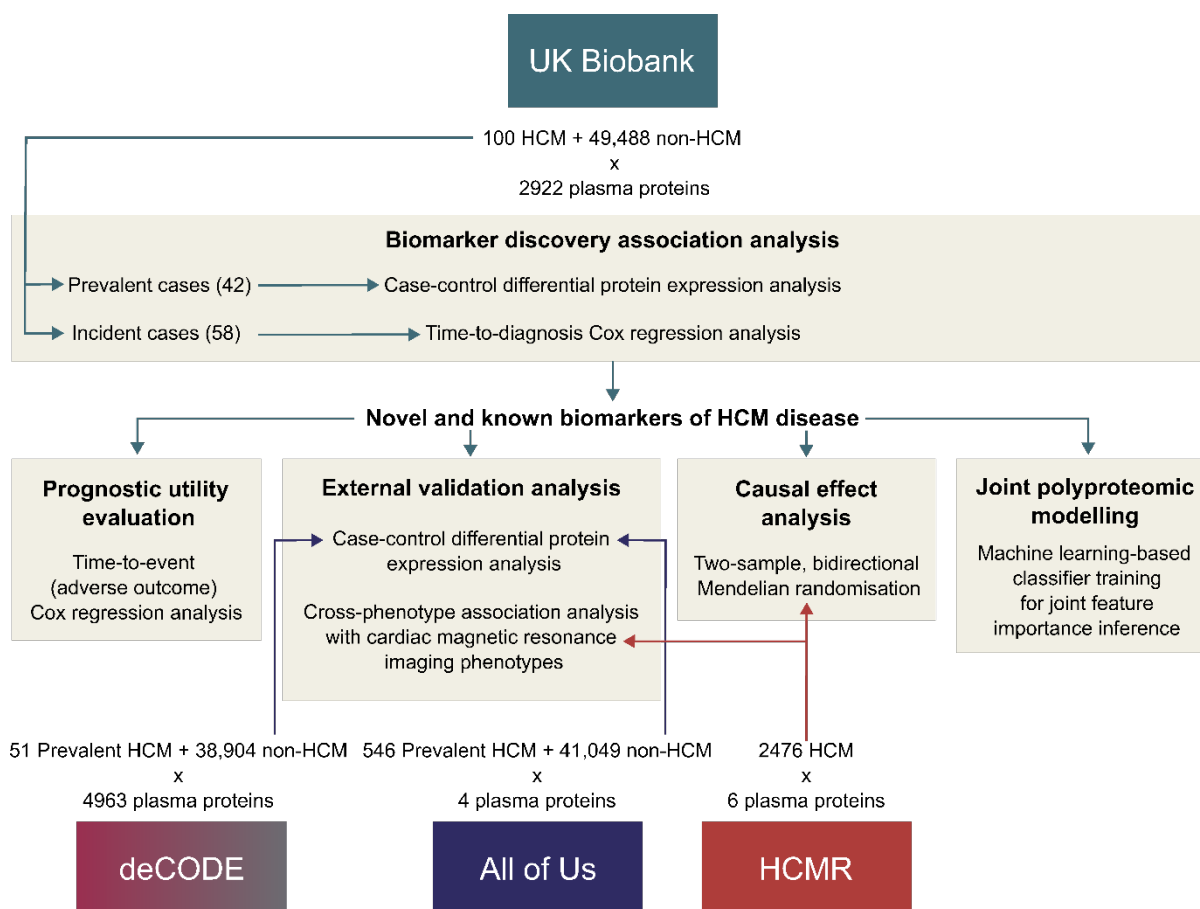 UK Biobank
100 HCM + 49,488 non-HCM
x
2922 plasma proteins
Biomarker discovery association analysis
Prevalent cases (42)
Case-control differential protein expression analysis
Incident cases (58)
Time-to-diagnosis Cox regression analysis
Novel and known biomarkers of HCM disease
Prognostic utility
evaluation
Time-to-event
(adverse outcome)
Cox regression analysis
External validation analysis
Case-control differential protein
expression analysis
Cross-phenotype association analysis
with cardiac magnetic resonance
imaging phenotypes
Causal effect
analysis
Two-sample, bidirectional
Mendelian randomisation
Joint polyproteomic
modelling
Machine learning-based
classifier training
for joint feature
importance inference
51 Prevalent HCM + 38,904 non-HCM
x
4963 plasma proteins
deCODE
546 Prevalent HCM + 41,049 non-HCM
x
4 plasma proteins
All of Us
2476 HCM
x
6 plasma proteins
HCMR